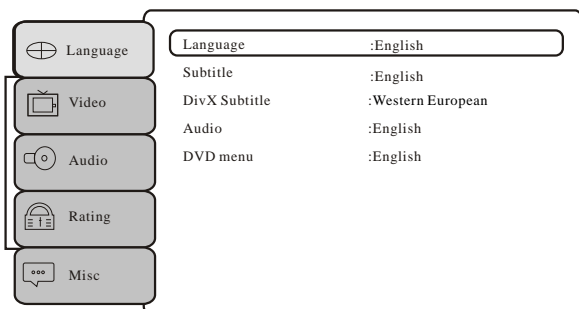 Language
Video
Audio
Rating
Misc
Language :English
Subtitle :English
DivX Subtitle :Western European
Audio :English
DVD menu :English